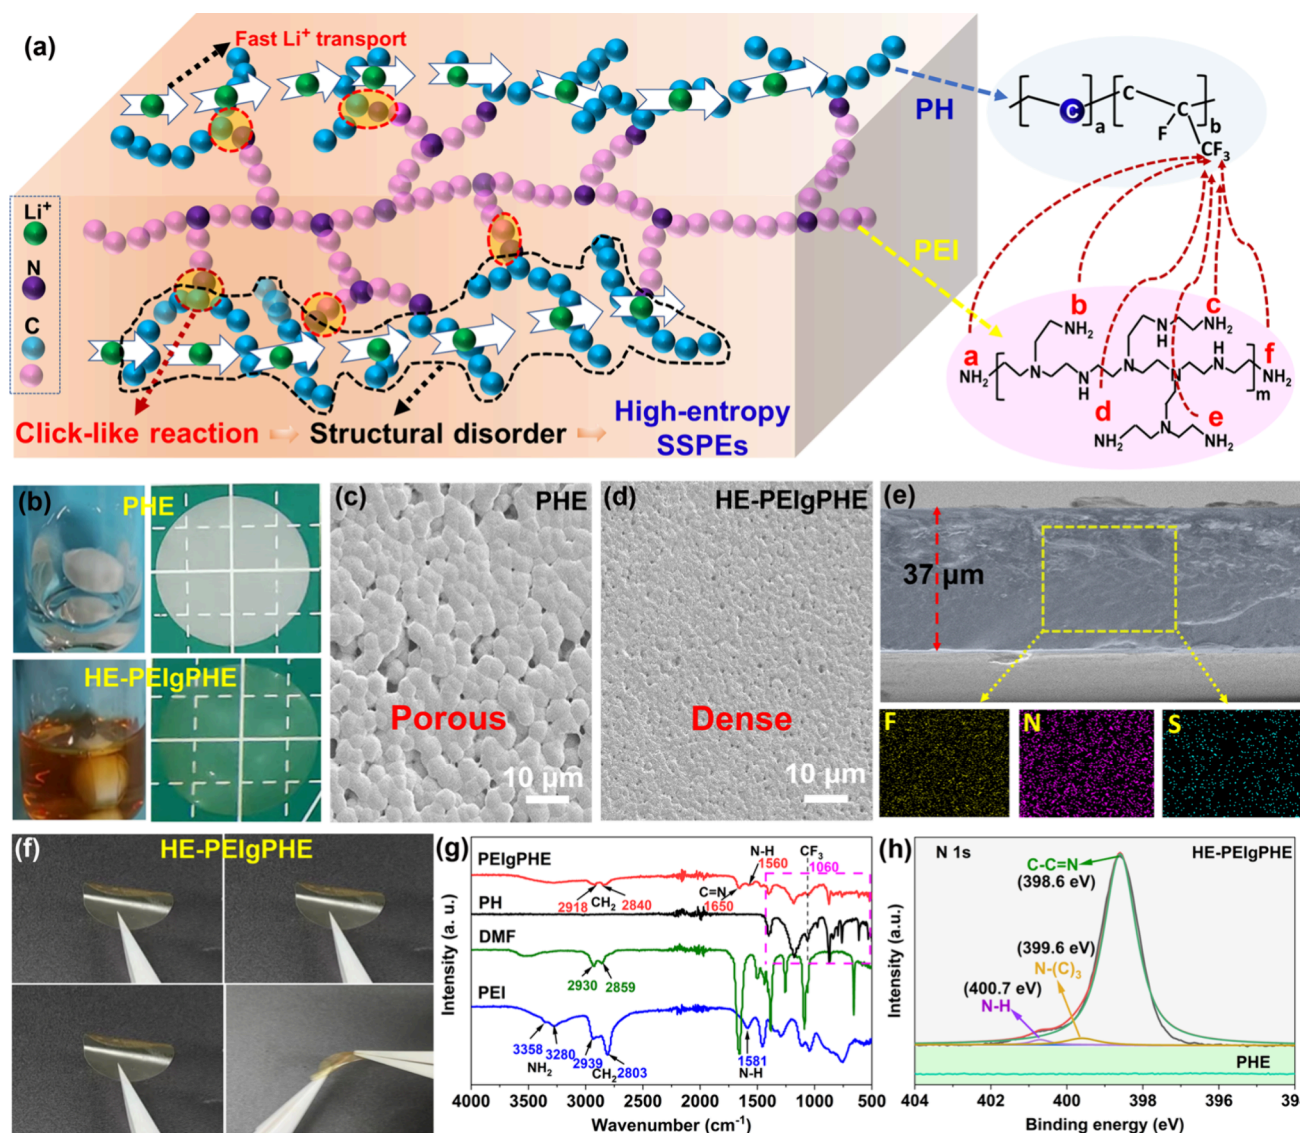 (a)
Fast Li⁺ transport
Li⁺
N
C
Click-like reaction
Structural disorder
High-entropy
SSPEs
PH
PEI
C
C
a
C
F
b
CF₃
a
b
c
d
e
f
NH₂
NH₂
N
H
NH₂
N
N
H
N
N
H
N
NH₂
m
N
NH₂
NH₂
(b)
PHE
HE-PEIgPHE
(c)
PHE
Porous
10 µm
(d)
HE-PEIgPHE
Dense
10 µm
(e)
37 µm
F
N
S
(f)
HE-PEIgPHE
(g)
PEIgPHE
N-H
1560
CF₃
1060
C=N
1650
2918
CH₂
2840
PH
DMF
2930
2859
PEI
3358
3280
NH₂
2939
CH₂
2803
1581
N-H
Intensity (a. u.)
4000 3500 3000 2500 2000 1500 1000 500
Wavenumber (cm⁻¹)
(h)
N 1s
HE-PEIgPHE
C-C=N
(398.6 eV)
(399.6 eV)
N-(C)₃
(400.7 eV)
N-H
PHE
Intensity (a.u.)
404 402 400 398 396 39
Binding energy (eV)